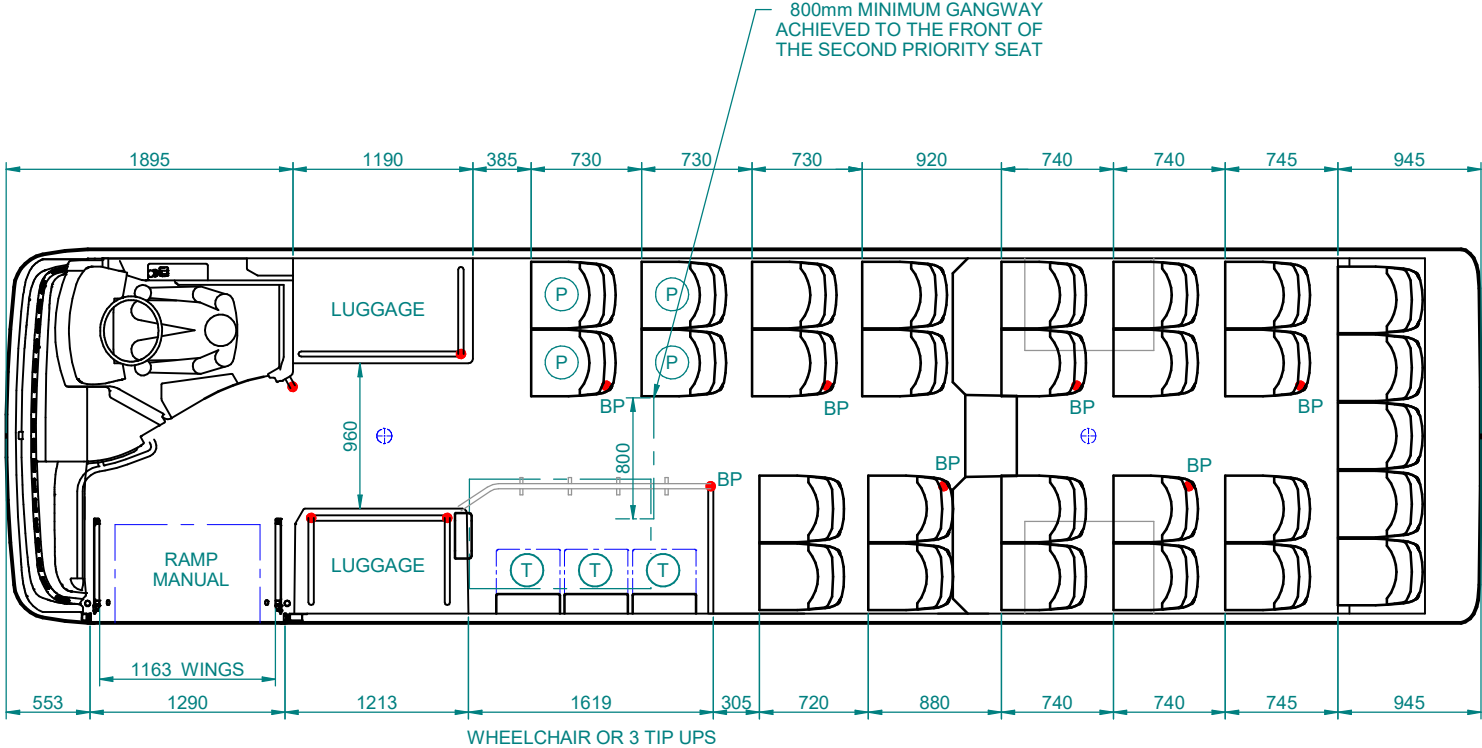 800mm MINIMUM GANGWAY
ACHIEVED TO THE FRONT OF
THE SECOND PRIORITY SEAT
1895 1190 385 730 730 730 920 740 740 745 945
LUGGAGE
P P
P P
BP BP BP BP
960
800
BP BP BP
RAMP
MANUAL
LUGGAGE
T T T
1163 WINGS
553 1290 1213 1619 305 720 880 740 740 745 945
WHEELCHAIR OR 3 TIP UPS